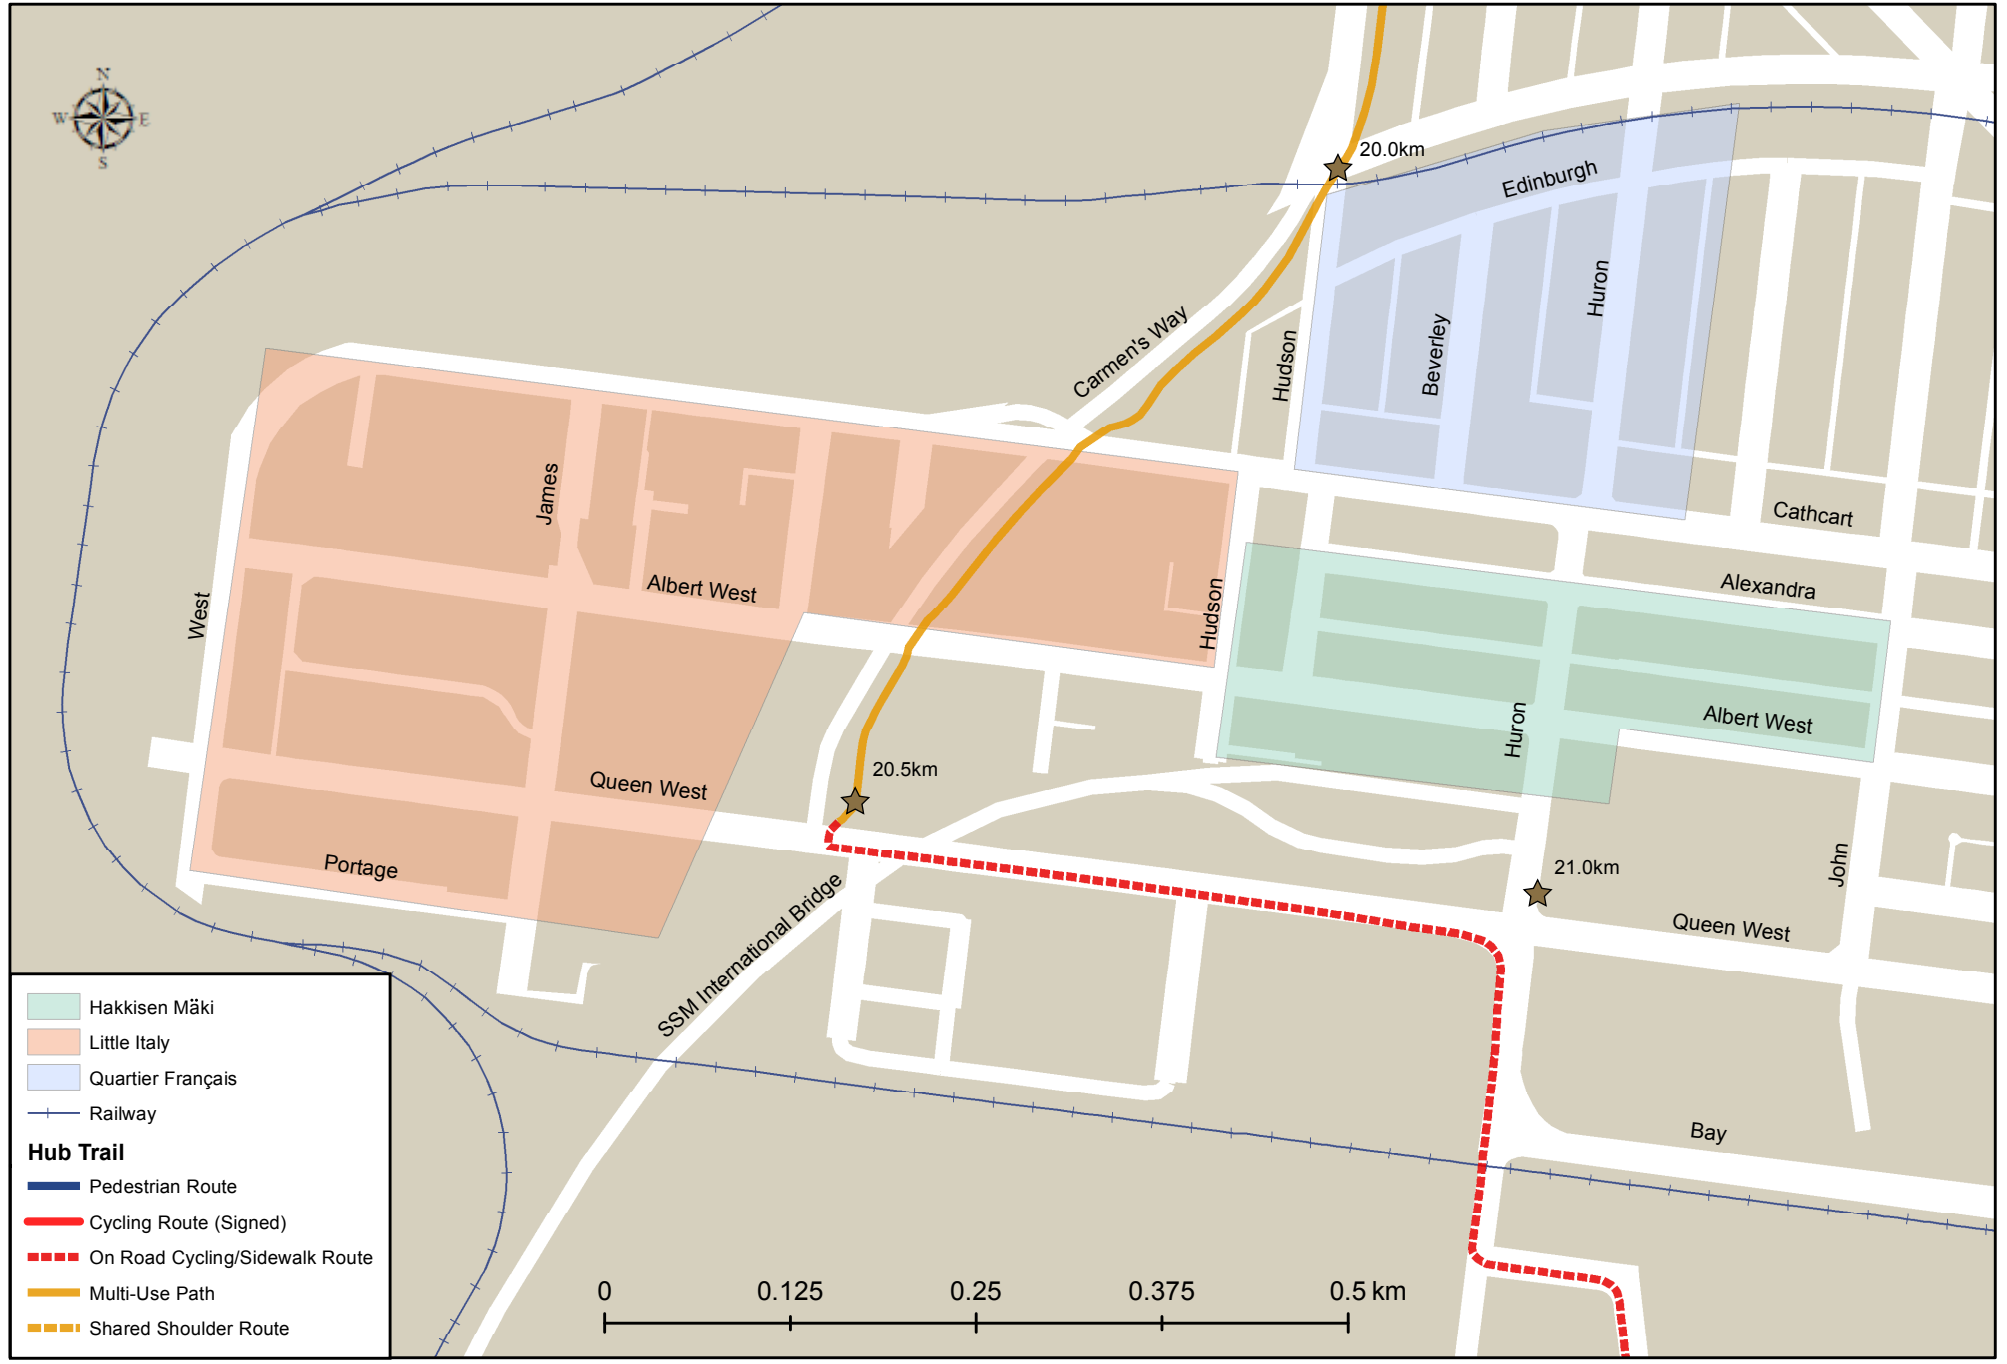 N
W E
S
20.0km
Edinburgh
Huron
Carmen's Way
Hudson
Beverley
James
Cathcart
Albert West
Alexandra
West
Hudson
Huron
Albert West
20.5km
Queen West
Portage
21.0km
John
SSM International Bridge
Queen West
Bay
Hakkisen Mäki
Little Italy
Quartier Français
Railway
Hub Trail
Pedestrian Route
Cycling Route (Signed)
On Road Cycling/Sidewalk Route
Multi-Use Path
Shared Shoulder Route
0 0.125 0.25 0.375 0.5 km